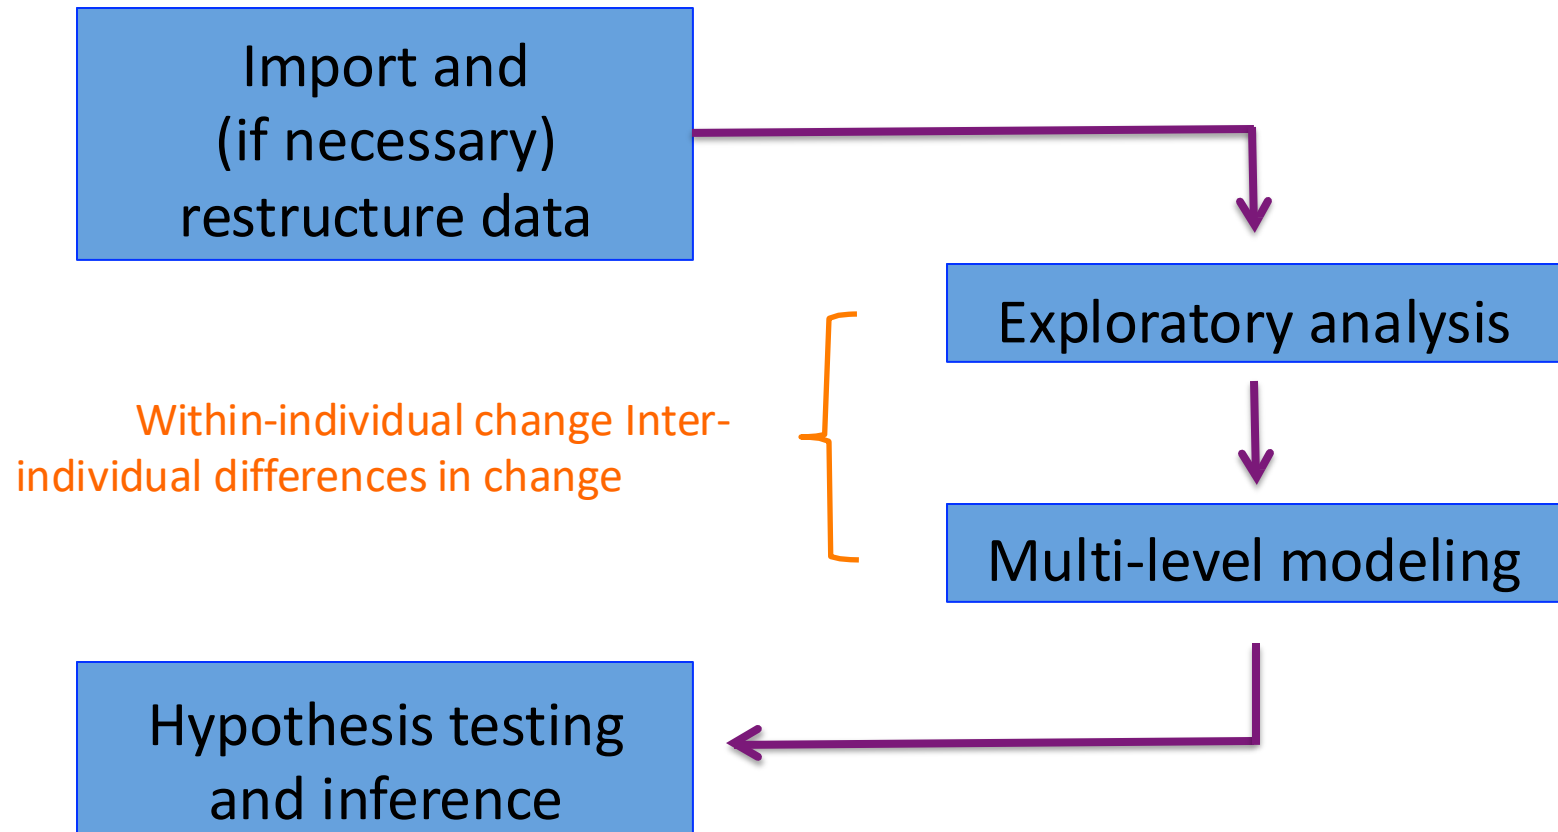 Import and
(if necessary)
restructure data
Exploratory analysis
Within-individual change Inter-
individual differences in change
Multi-level modeling
Hypothesis testing
and inference